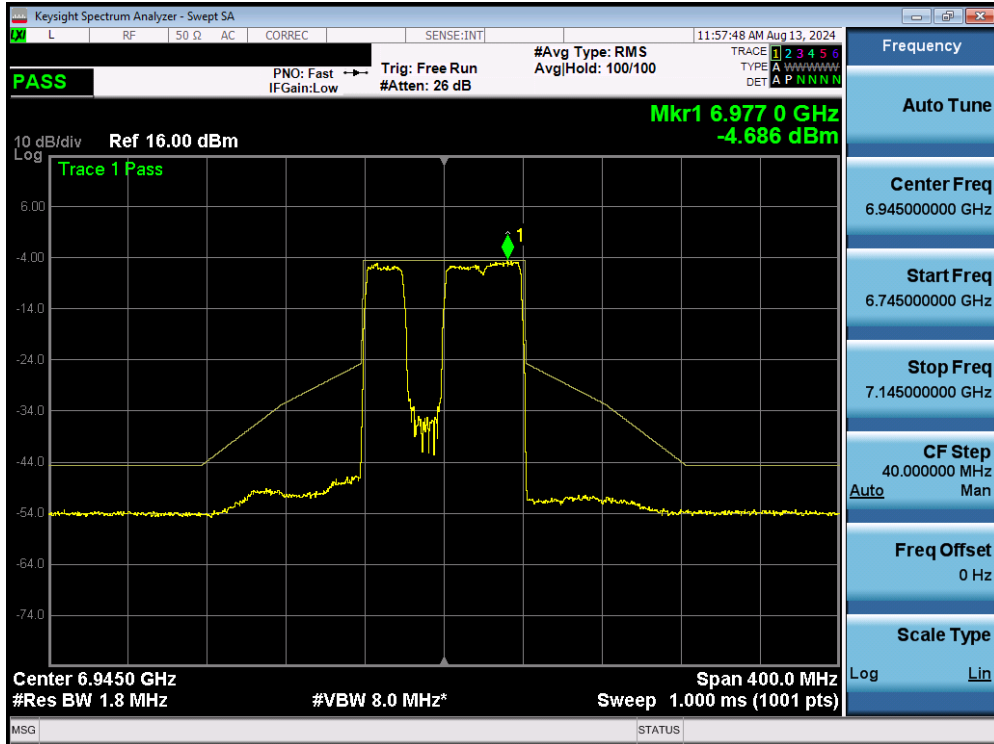 Keysight Spectrum Analyzer - Swept SA
LXI L RF 50 Ω AC CORREC SENSE:INT 11:57:48 AM Aug 13, 2024
PASS
PNO: Fast
IFGain:Low
Trig: Free Run
#Atten: 26 dB
#Avg Type: RMS
Avg|Hold: 100/100
TRACE 1 2 3 4 5 6
TYPE A WWWWW
DET A P N N N N
Mkr1 6.977 0 GHz
-4.686 dBm
10 dB/div Ref 16.00 dBm
Log
Trace 1 Pass
1
6.00
-4.00
-14.0
-24.0
-34.0
-44.0
-54.0
-64.0
-74.0
Center 6.9450 GHz Span 400.0 MHz
#Res BW 1.8 MHz #VBW 8.0 MHz* Sweep 1.000 ms (1001 pts)
MSG STATUS
Frequency
Auto Tune
Center Freq
6.945000000 GHz
Start Freq
6.745000000 GHz
Stop Freq
7.145000000 GHz
CF Step
40.000000 MHz
Auto Man
Freq Offset
0 Hz
Scale Type
Log Lin